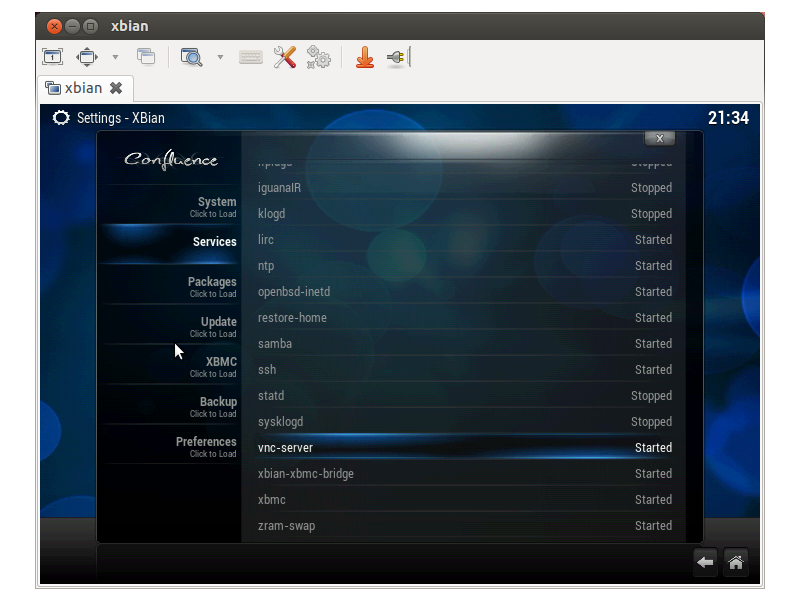 xbian
xbian
Settings - XBian
21:34
x
Confluence
System
Click to Load
Services
Packages
Click to Load
Update
Click to Load
XBMC
Click to Load
Backup
Click to Load
Preferences
Click to Load
Stopped
iguanaIR Stopped
klogd Stopped
lirc Started
ntp Started
openbsd-inetd Started
restore-home Started
samba Started
ssh Started
statd Stopped
sysklogd Stopped
vnc-server Started
xbian-xbmc-bridge Started
xbmc Started
zram-swap Started